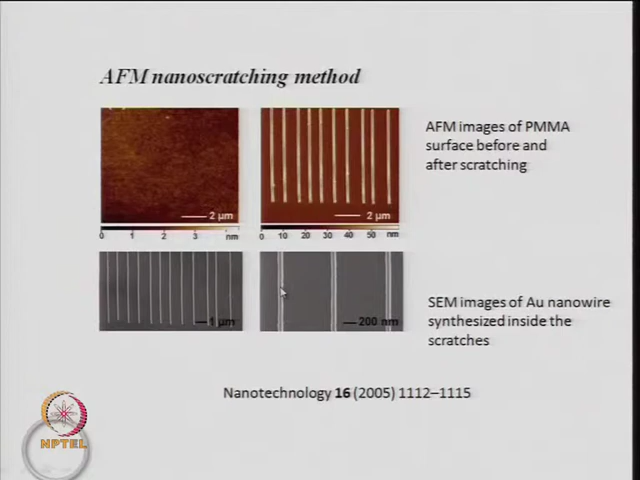 AFM nanoscratching method
AFM images of PMMA
surface before and
after scratching
2 µm
2 µm
0 1 2 3 nm
0 10 20 30 40 50 nm
1 µm
200 nm
SEM images of Au nanowire
synthesized inside the
scratches
Nanotechnology 16 (2005) 1112–1115
NPTEL